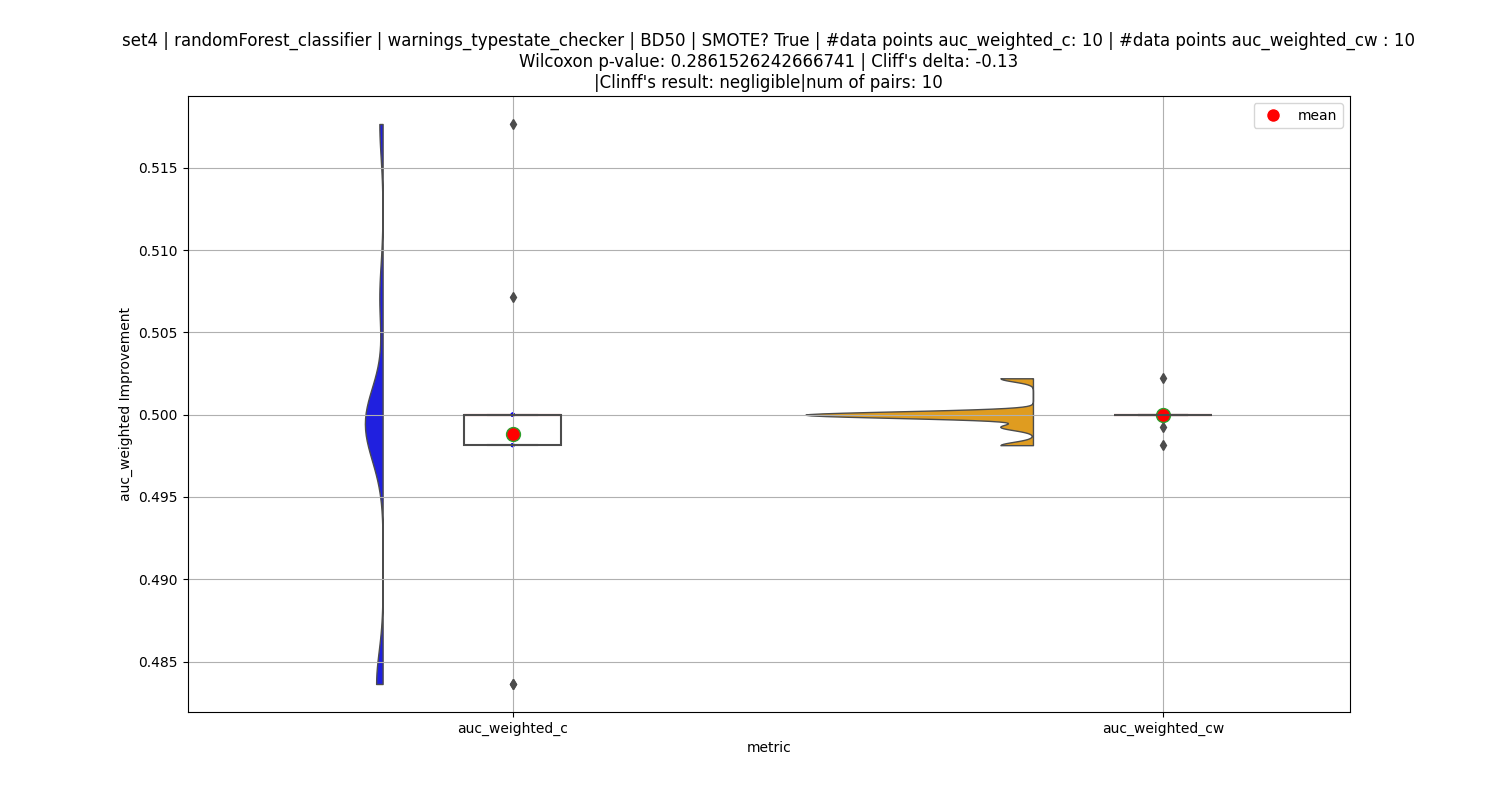 set4 | randomForest_classifier | warnings_typestate_checker | BD50 | SMOTE? True | #data points auc_weighted_c: 10 | #data points auc_weighted_cw : 10
Wilcoxon p-value: 0.2861526242666741 | Cliff's delta: -0.13
|Clinff's result: negligible|num of pairs: 10
mean
0.515
0.510
0.505
0.500
0.495
0.490
0.485
auc_weighted Improvement
auc_weighted_c
auc_weighted_cw
metric